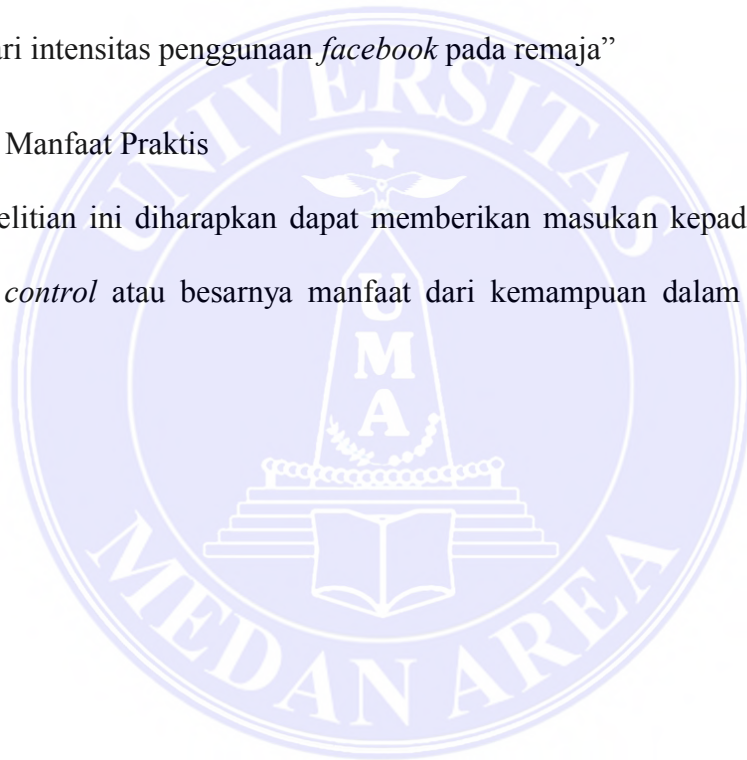 ari intensitas penggunaan facebook pada remaja”
Manfaat Praktis
elitian ini diharapkan dapat memberikan masukan kepad
control atau besarnya manfaat dari kemampuan dalam
UNIVERSITAS
UMA
MEDAN AREA